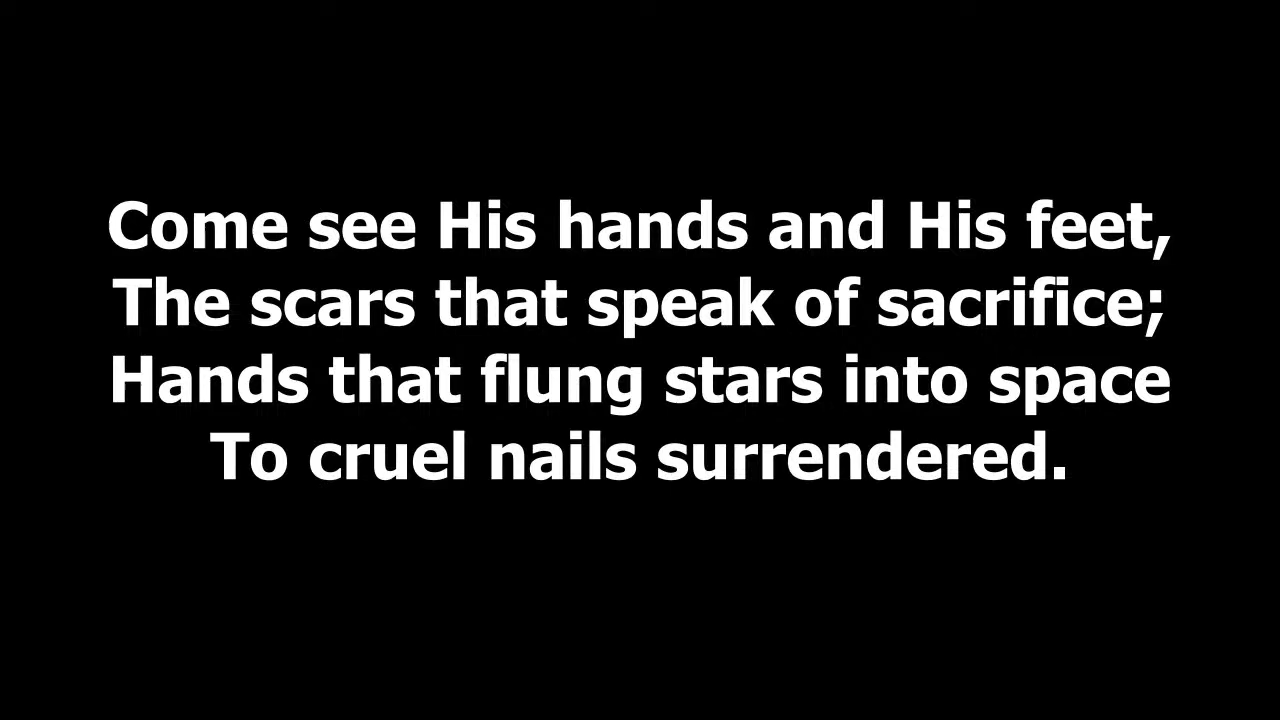 Come see His hands and His feet,
The scars that speak of sacrifice;
Hands that flung stars into space
To cruel nails surrendered.